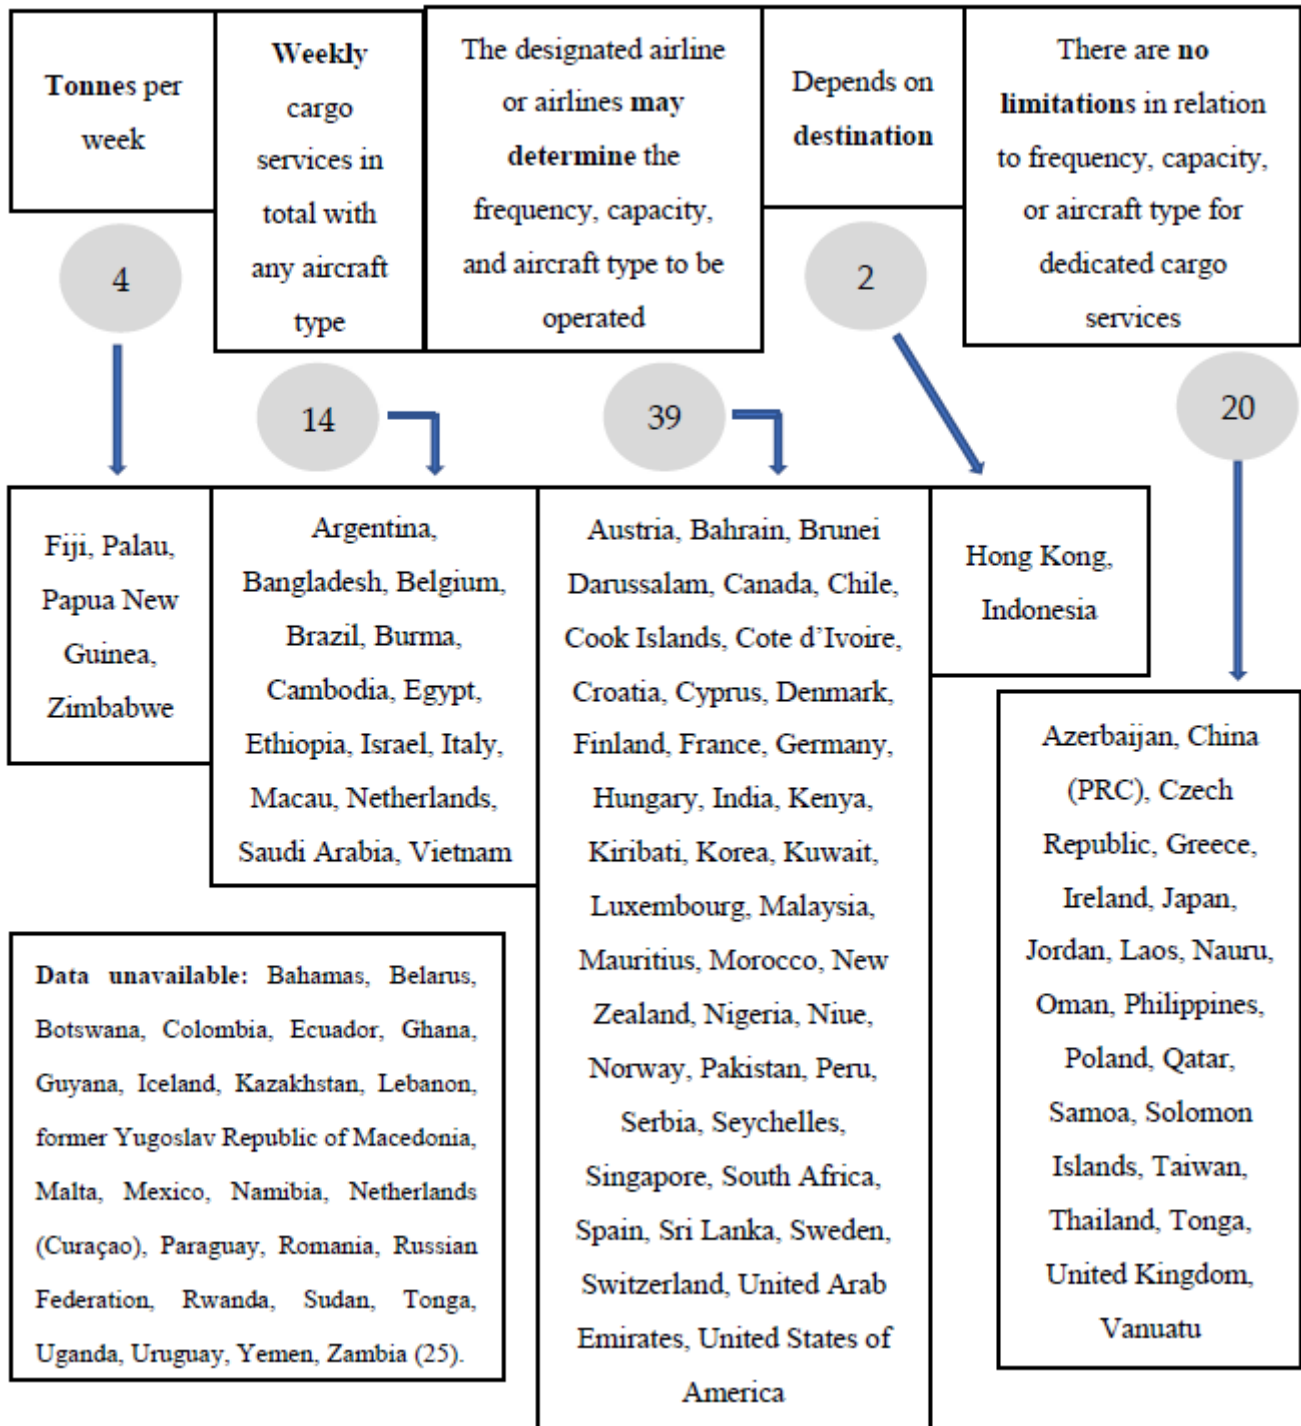 Tonnes per
week
Weekly
cargo
services in
total with
any aircraft
type
The designated airline
or airlines may
determine the
frequency, capacity,
and aircraft type to be
operated
Depends on
destination
There are no
limitations in relation
to frequency, capacity,
or aircraft type for
dedicated cargo
services
4
14
39
2
20
Fiji, Palau,
Papua New
Guinea,
Zimbabwe
Argentina,
Bangladesh, Belgium,
Brazil, Burma,
Cambodia, Egypt,
Ethiopia, Israel, Italy,
Macau, Netherlands,
Saudi Arabia, Vietnam
Austria, Bahrain, Brunei
Darussalam, Canada, Chile,
Cook Islands, Cote d’Ivoire,
Croatia, Cyprus, Denmark,
Finland, France, Germany,
Hungary, India, Kenya,
Kiribati, Korea, Kuwait,
Luxembourg, Malaysia,
Mauritius, Morocco, New
Zealand, Nigeria, Niue,
Norway, Pakistan, Peru,
Serbia, Seychelles,
Singapore, South Africa,
Spain, Sri Lanka, Sweden,
Switzerland, United Arab
Emirates, United States of
America
Hong Kong,
Indonesia
Azerbaijan, China
(PRC), Czech
Republic, Greece,
Ireland, Japan,
Jordan, Laos, Nauru,
Oman, Philippines,
Poland, Qatar,
Samoa, Solomon
Islands, Taiwan,
Thailand, Tonga,
United Kingdom,
Vanuatu
Data unavailable: Bahamas, Belarus,
Botswana, Colombia, Ecuador, Ghana,
Guyana, Iceland, Kazakhstan, Lebanon,
former Yugoslav Republic of Macedonia,
Malta, Mexico, Namibia, Netherlands
(Curaçao), Paraguay, Romania, Russian
Federation, Rwanda, Sudan, Tonga,
Uganda, Uruguay, Yemen, Zambia (25).